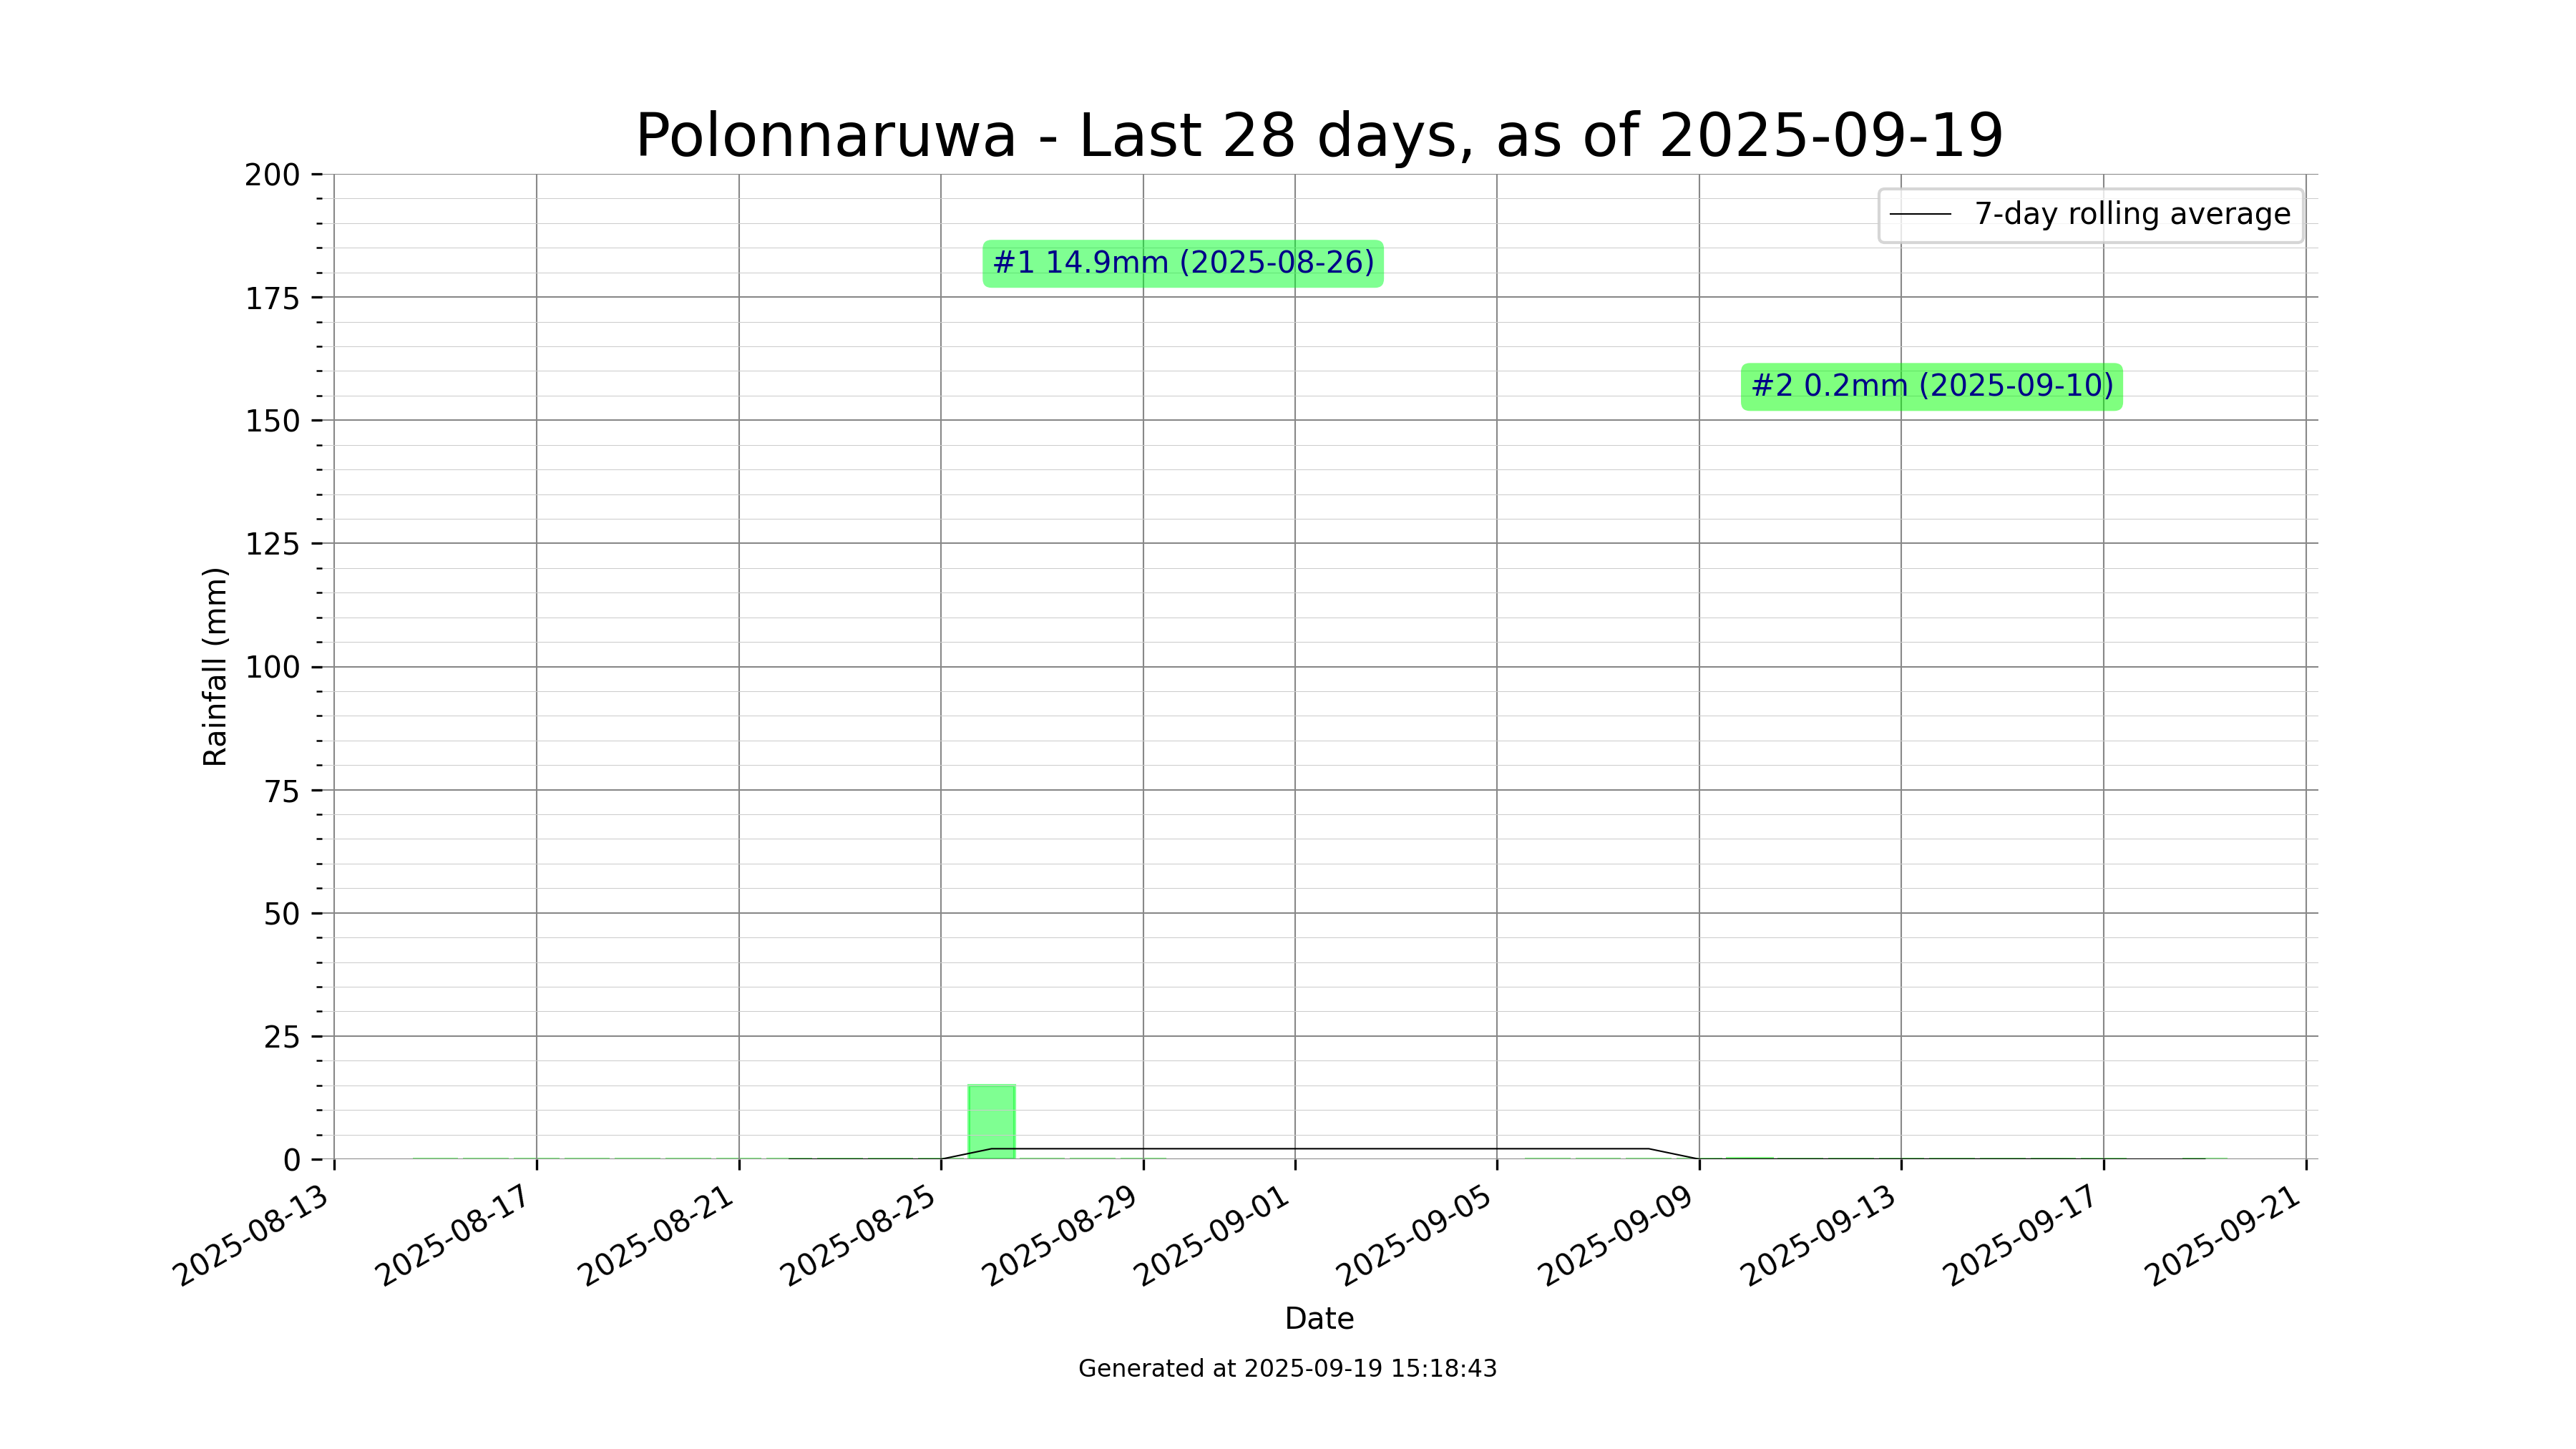 Polonnaruwa - Last 28 days, as of 2025-09-19
200
175
150
125
100
75
50
25
0
Rainfall (mm)
7-day rolling average
#1 14.9mm (2025-08-26)
#2 0.2mm (2025-09-10)
2025-08-13
2025-08-17
2025-08-21
2025-08-25
2025-08-29
2025-09-01
2025-09-05
2025-09-09
2025-09-13
2025-09-17
2025-09-21
Date
Generated at 2025-09-19 15:18:43